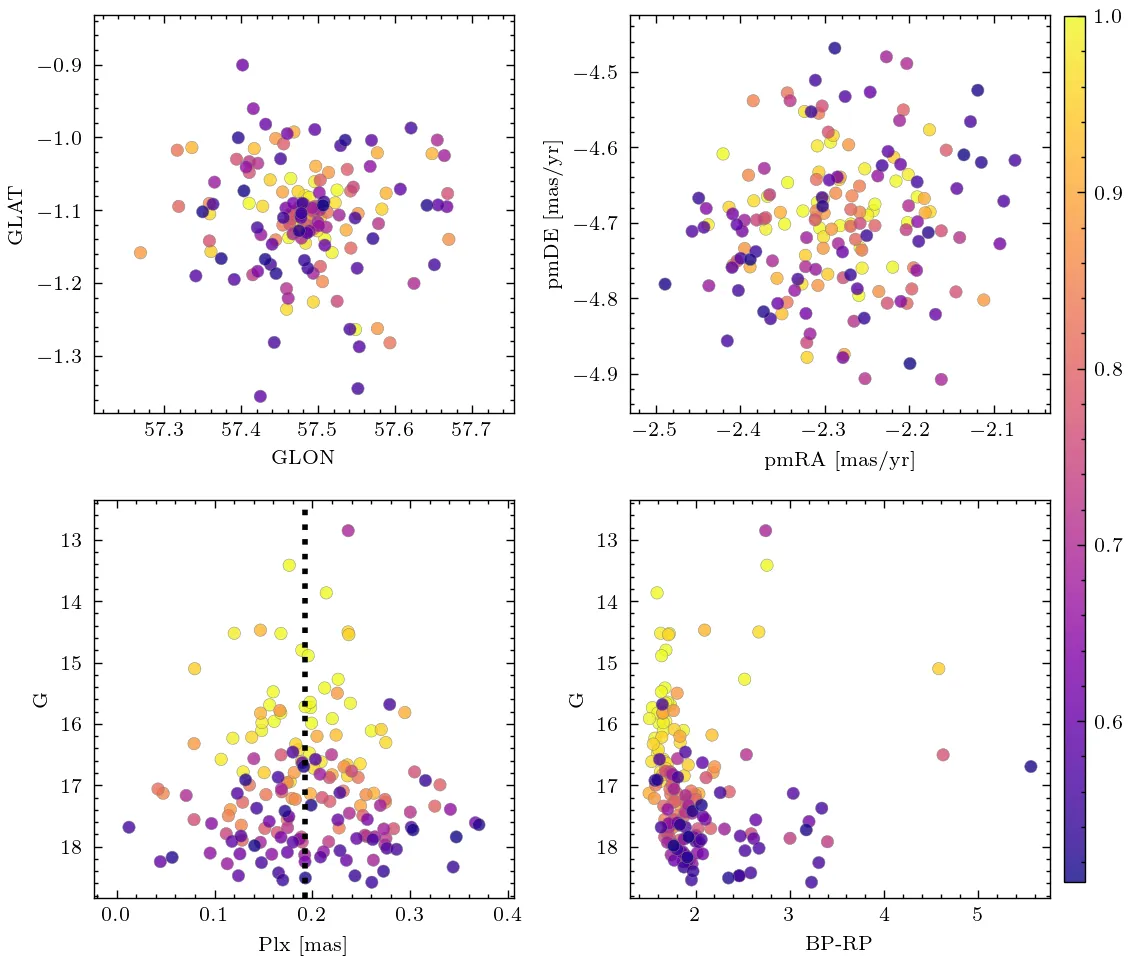 −0.9
−1.0
−1.1
−1.2
−1.3
GLAT
57.3 57.4 57.5 57.6 57.7
GLON
−4.5
−4.6
−4.7
−4.8
−4.9
pmDE [mas/yr]
−2.5 −2.4 −2.3 −2.2 −2.1
pmRA [mas/yr]
1.0
0.9
0.8
0.7
0.6
13
14
15
16
17
18
G
0.0 0.1 0.2 0.3 0.4
Plx [mas]
13
14
15
16
17
18
G
2 3 4 5
BP-RP